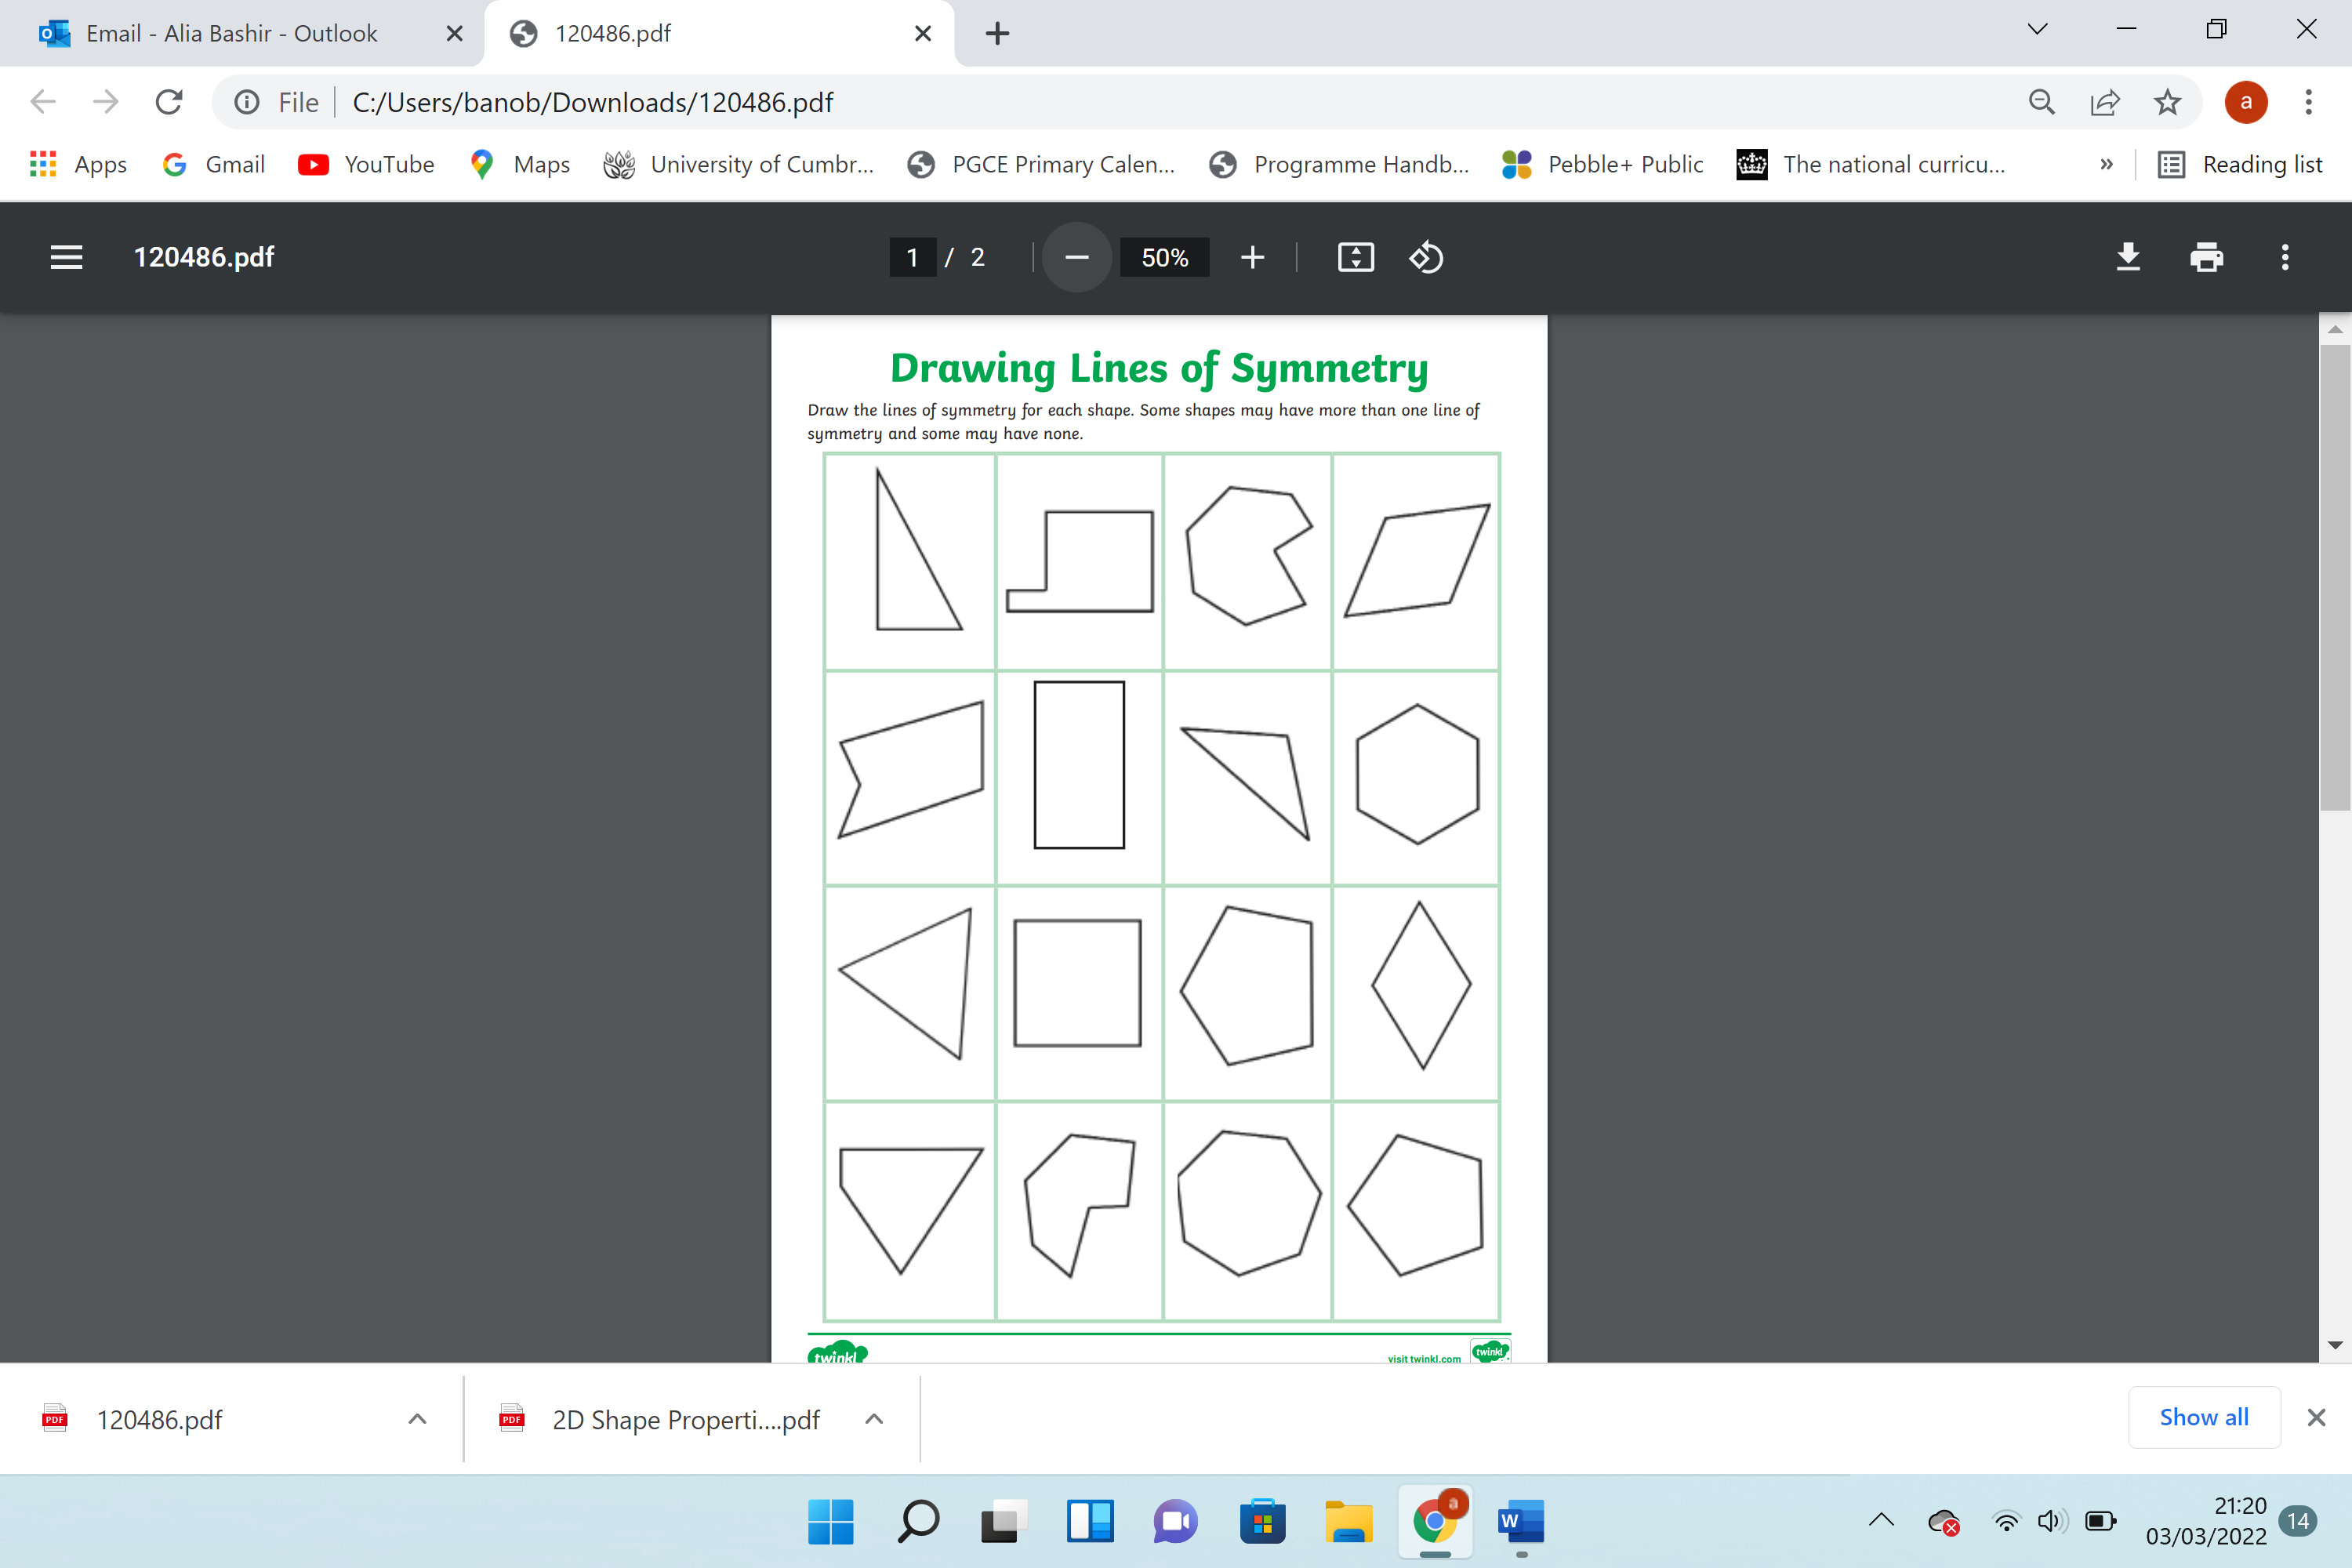 Email - Alia Bashir - Outlook
120486.pdf
File
C:/Users/banob/Downloads/120486.pdf
a
Apps
Gmail
YouTube
Maps
University of Cumbr...
PGCE Primary Calen...
Programme Handb...
Pebble+ Public
The national curricu...
»
Reading list
120486.pdf
1 / 2
50%
Drawing Lines of Symmetry
Draw the lines of symmetry for each shape. Some shapes may have more than one line of
symmetry and some may have none.
twinkl
visit twinkl.com
twinkl
PDF
120486.pdf
PDF
2D Shape Properti....pdf
Show all
a
W
21:20
03/03/2022
14